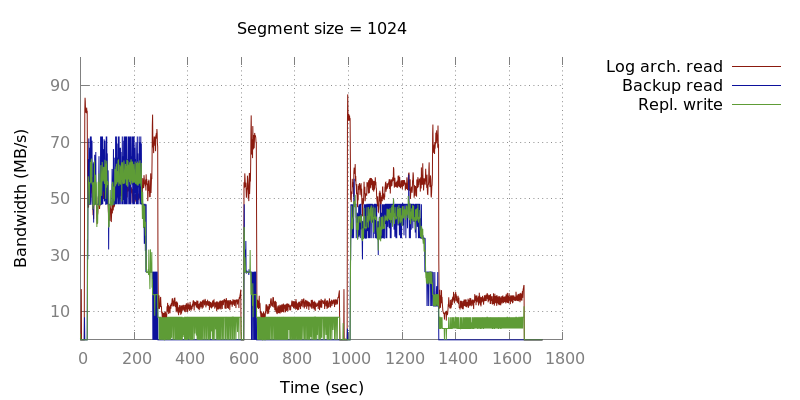 Segment size = 1024
Log arch. read
Backup read
Repl. write
Bandwidth (MB/s)
90
70
50
30
10
0 200 400 600 800 1000 1200 1400 1600 1800
Time (sec)